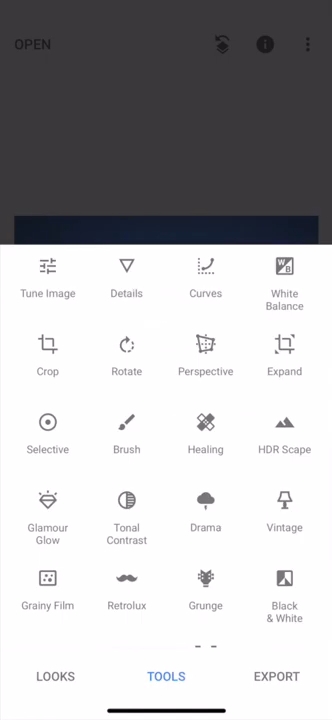 OPEN
Tune Image
Details
Curves
White
Balance
Crop
Rotate
Perspective
Expand
Selective
Brush
Healing
HDR Scape
Glamour
Glow
Tonal
Contrast
Drama
Vintage
Grainy Film
Retrolux
Grunge
Black
& White
LOOKS
TOOLS
EXPORT